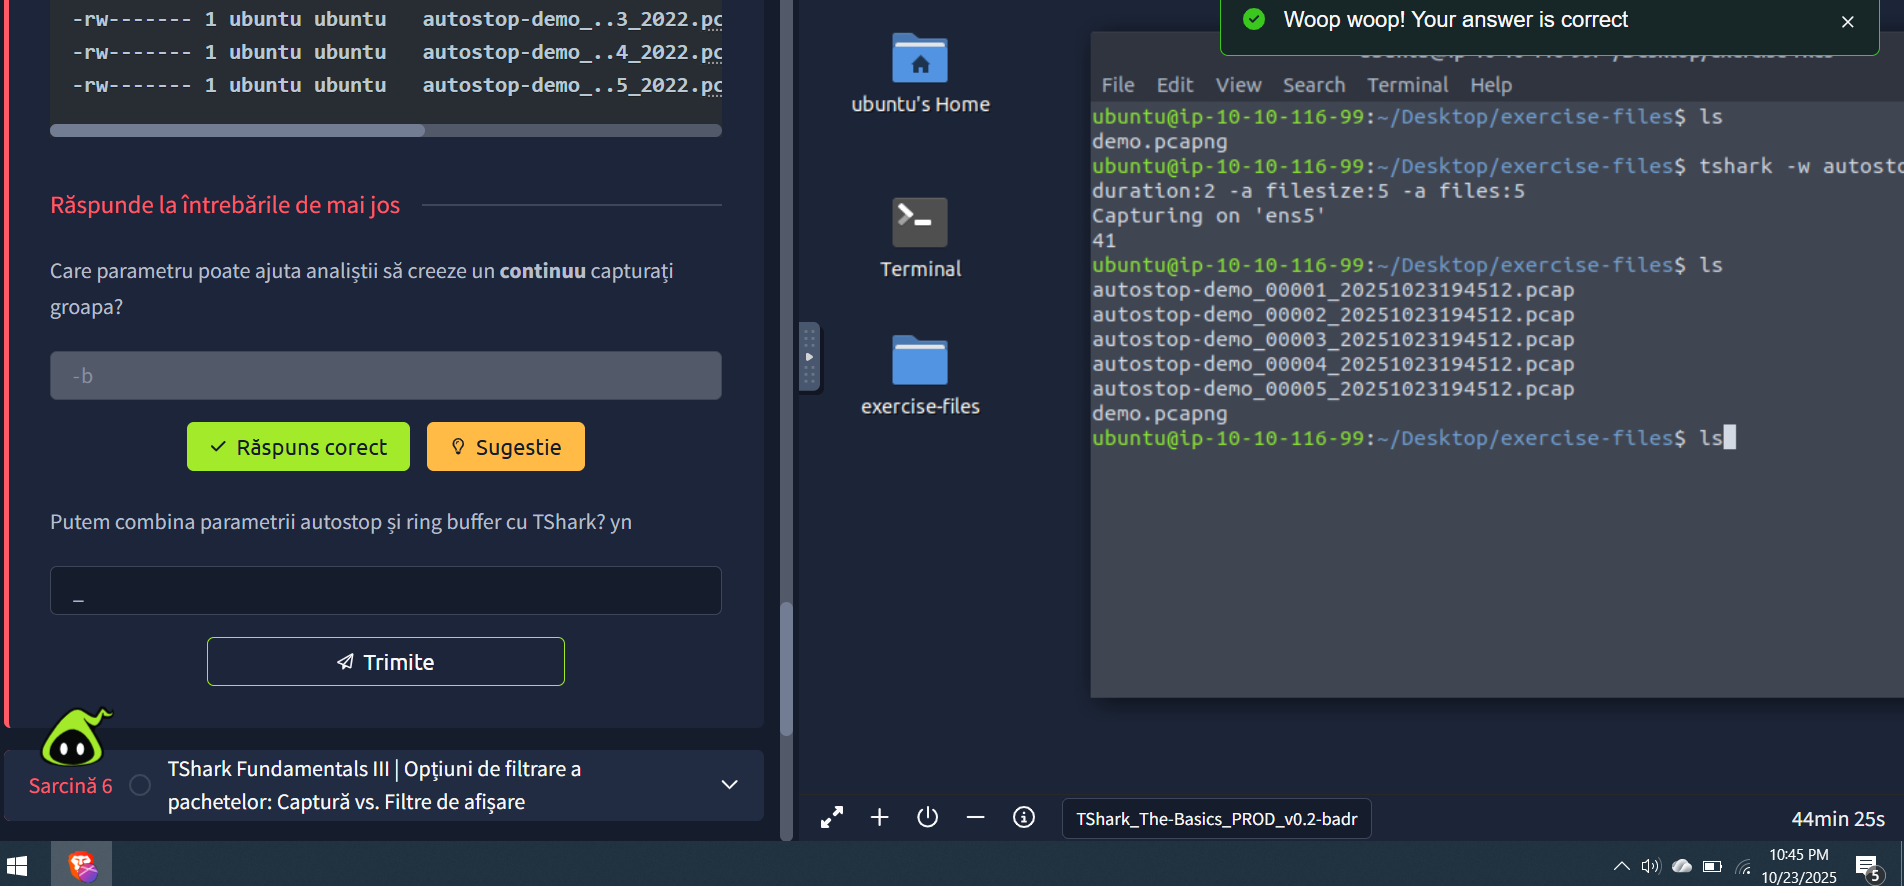 -rw------- 1 ubuntu ubuntu   autostop-demo_..3_2022.pc
-rw------- 1 ubuntu ubuntu   autostop-demo_..4_2022.pc
-rw------- 1 ubuntu ubuntu   autostop-demo_..5_2022.pc
Răspunde la întrebările de mai jos
Care parametru poate ajuta analiștii să creeze un continuu capturați
groapa?
-b
Răspuns corect
Sugestie
Putem combina parametrii autostop și ring buffer cu TShark? yn
_
Trimite
Sarcină 6
TShark Fundamentals III | Opțiuni de filtrare a
pachetelor: Captură vs. Filtre de afișare
ubuntu's Home
Terminal
exercise-files
Woop woop! Your answer is correct
File Edit View Search Terminal Help
ubuntu@ip-10-10-116-99:~/Desktop/exercise-files$ ls
demo.pcapng
ubuntu@ip-10-10-116-99:~/Desktop/exercise-files$ tshark -w autosto
duration:2 -a filesize:5 -a files:5
Capturing on 'ens5'
41
ubuntu@ip-10-10-116-99:~/Desktop/exercise-files$ ls
autostop-demo_00001_20251023194512.pcap
autostop-demo_00002_20251023194512.pcap
autostop-demo_00003_20251023194512.pcap
autostop-demo_00004_20251023194512.pcap
autostop-demo_00005_20251023194512.pcap
demo.pcapng
ubuntu@ip-10-10-116-99:~/Desktop/exercise-files$ ls
TShark_The-Basics_PROD_v0.2-badr
44min 25s
10:45 PM
10/23/2025
5